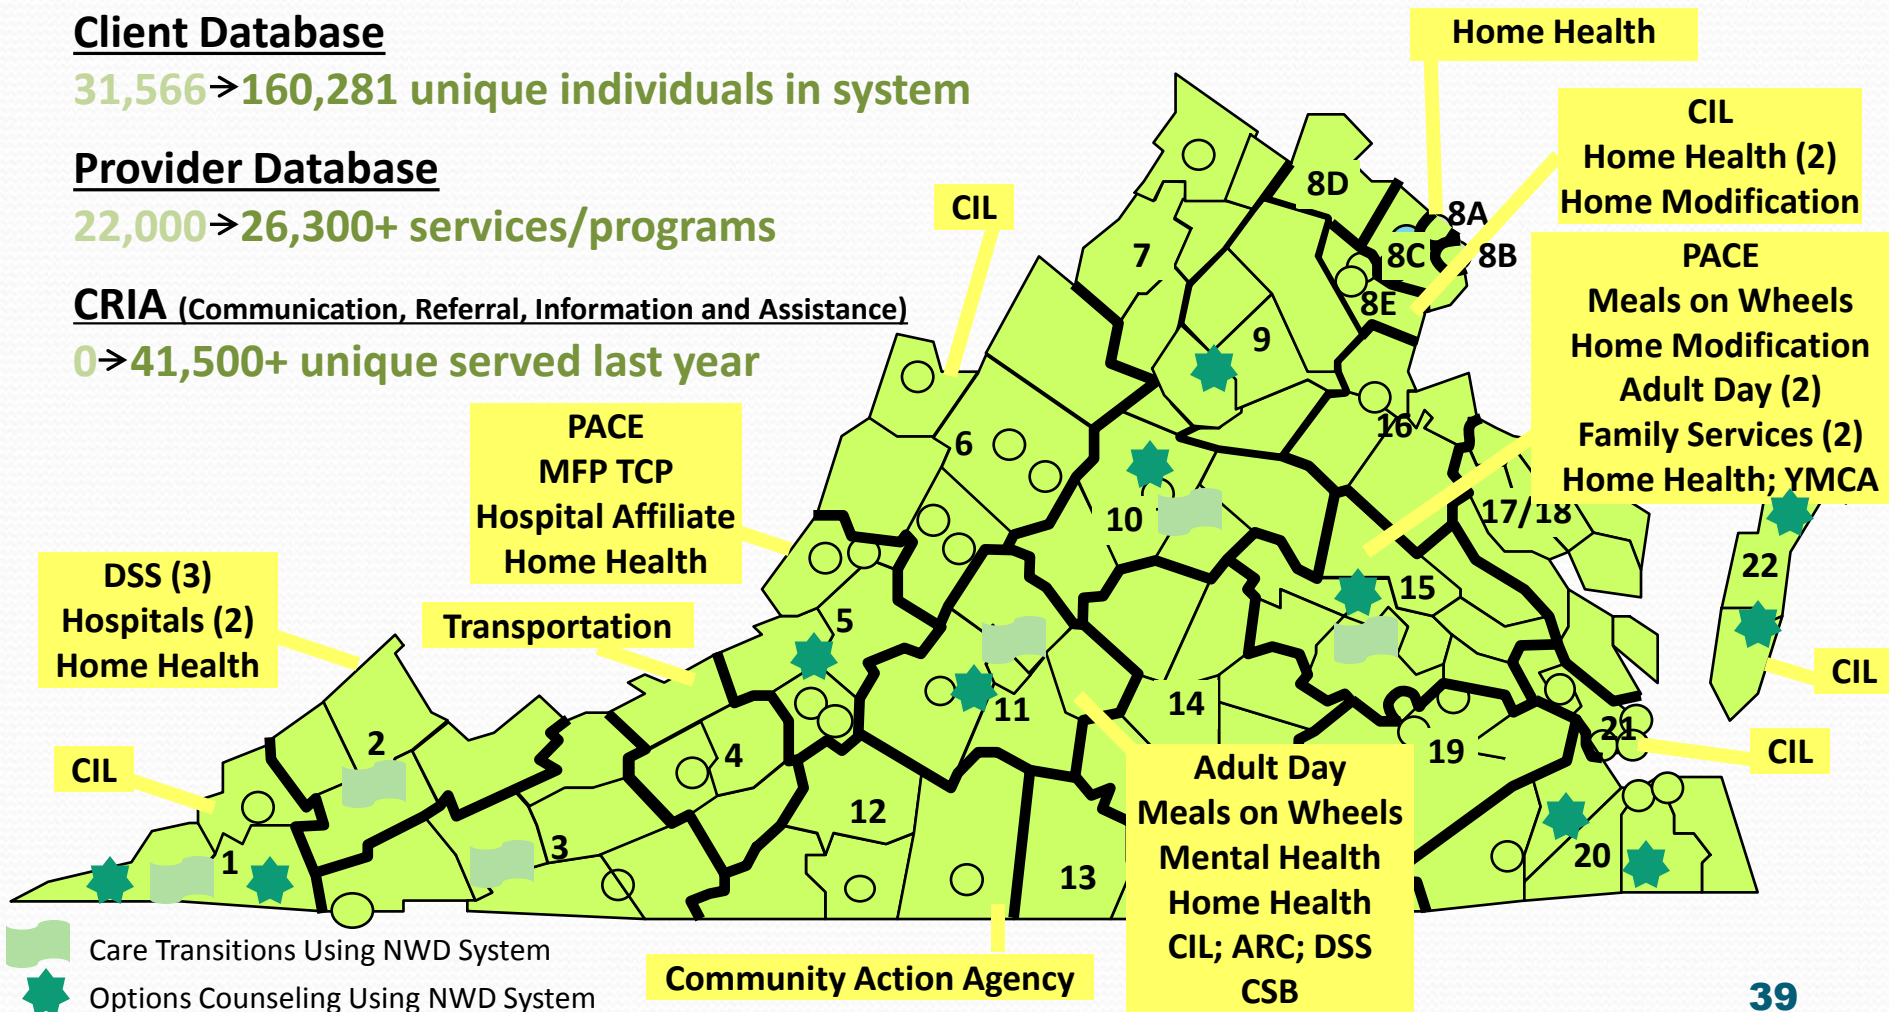 Client Database
31,566→160,281 unique individuals in system
Provider Database
22,000→26,300+ services/programs
CRIA (Communication, Referral, Information and Assistance)
0→41,500+ unique served last year
Home Health
CIL
Home Health (2)
Home Modification
PACE
Meals on Wheels
Home Modification
Adult Day (2)
Family Services (2)
Home Health; YMCA
CIL
PACE
MFP TCP
Hospital Affiliate
Home Health
DSS (3)
Hospitals (2)
Home Health
Transportation
CIL
CIL
CIL
Adult Day
Meals on Wheels
Mental Health
Home Health
CIL; ARC; DSS
CSB
Community Action Agency
8D
8A
8C
8B
8E
7
9
6
16
10
17/18
22
15
5
11
14
21
19
2
4
12
3
1
13
20
Care Transitions Using NWD System
Options Counseling Using NWD System
39